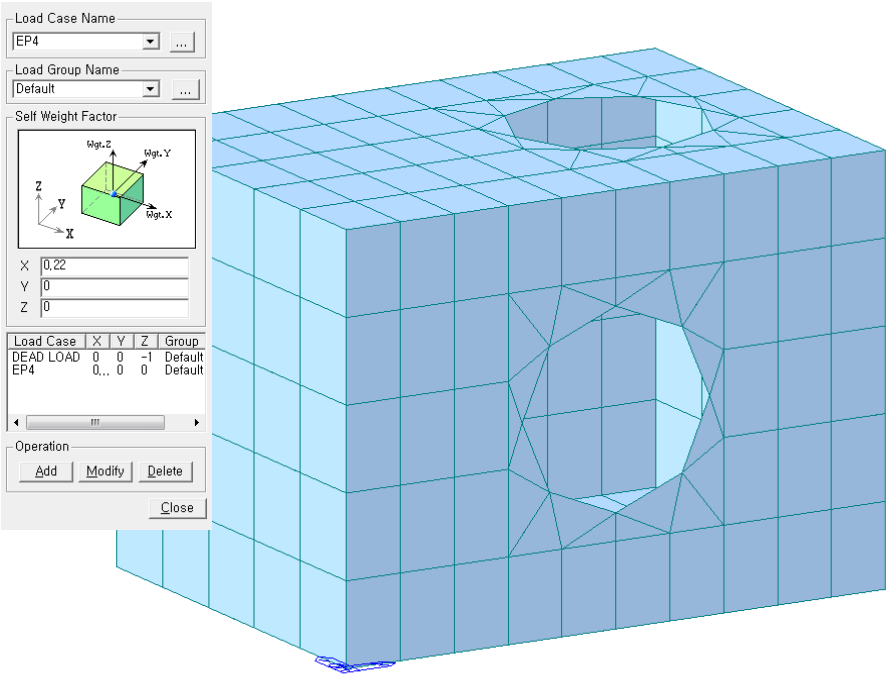 Load Case Name
EP4
...
Load Group Name
Default
...
Self Weight Factor
Wgt.Z
Wgt.Y
Wgt.X
Z
Y
X
X 0,22
Y 0
Z 0
Load Case X Y Z Group
DEAD LOAD 0 0 -1 Default
EP4 0,... 0 0 Default
Operation
Add Modify Delete
Close